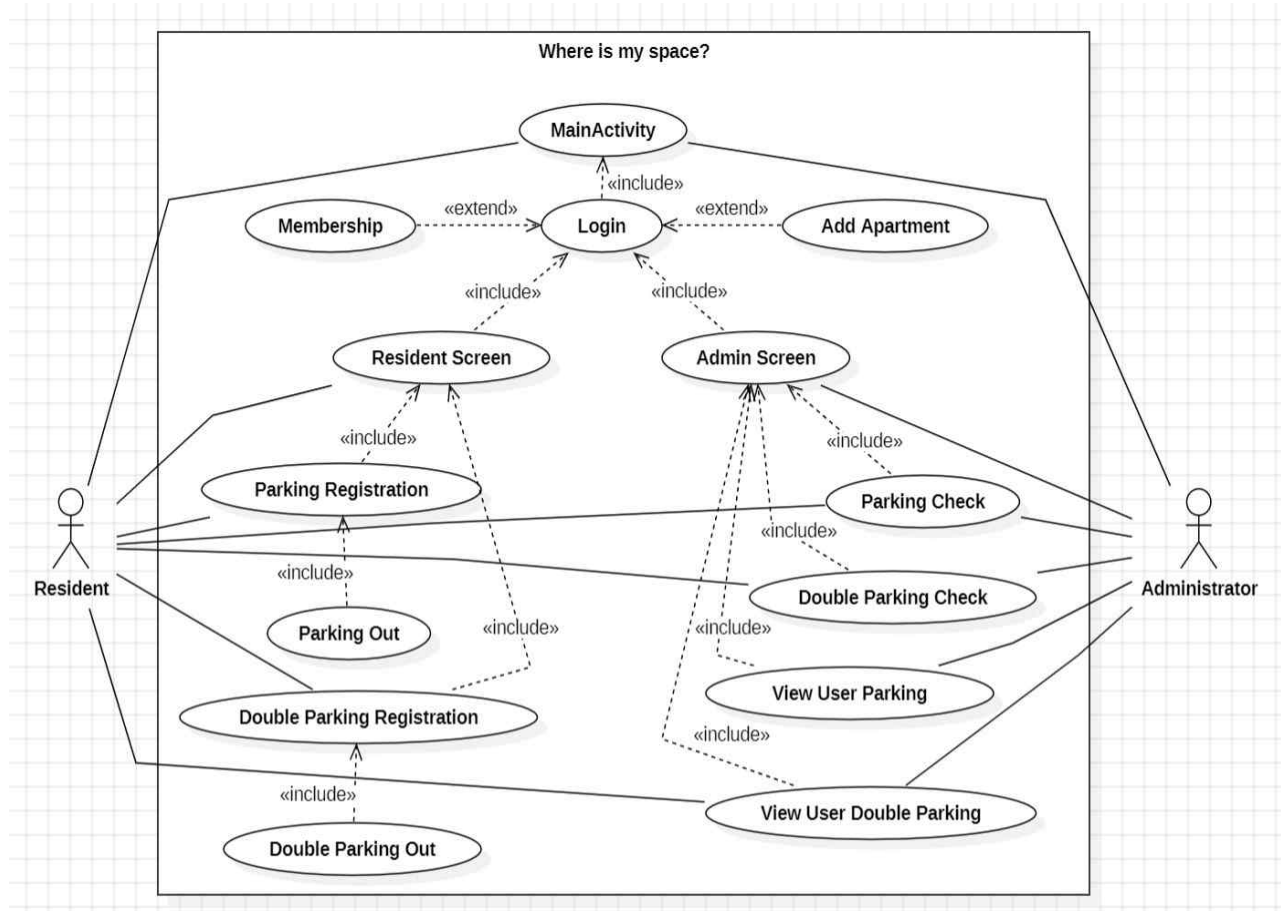 Where is my space?
MainActivity
«include»
«extend»
«extend»
Membership
Login
Add Apartment
«include»
«include»
Resident Screen
Admin Screen
«include»
«include»
Parking Registration
Parking Check
«include»
«include»
Resident
Administrator
Double Parking Check
Parking Out
«include»
«include»
View User Parking
Double Parking Registration
«include»
«include»
View User Double Parking
Double Parking Out